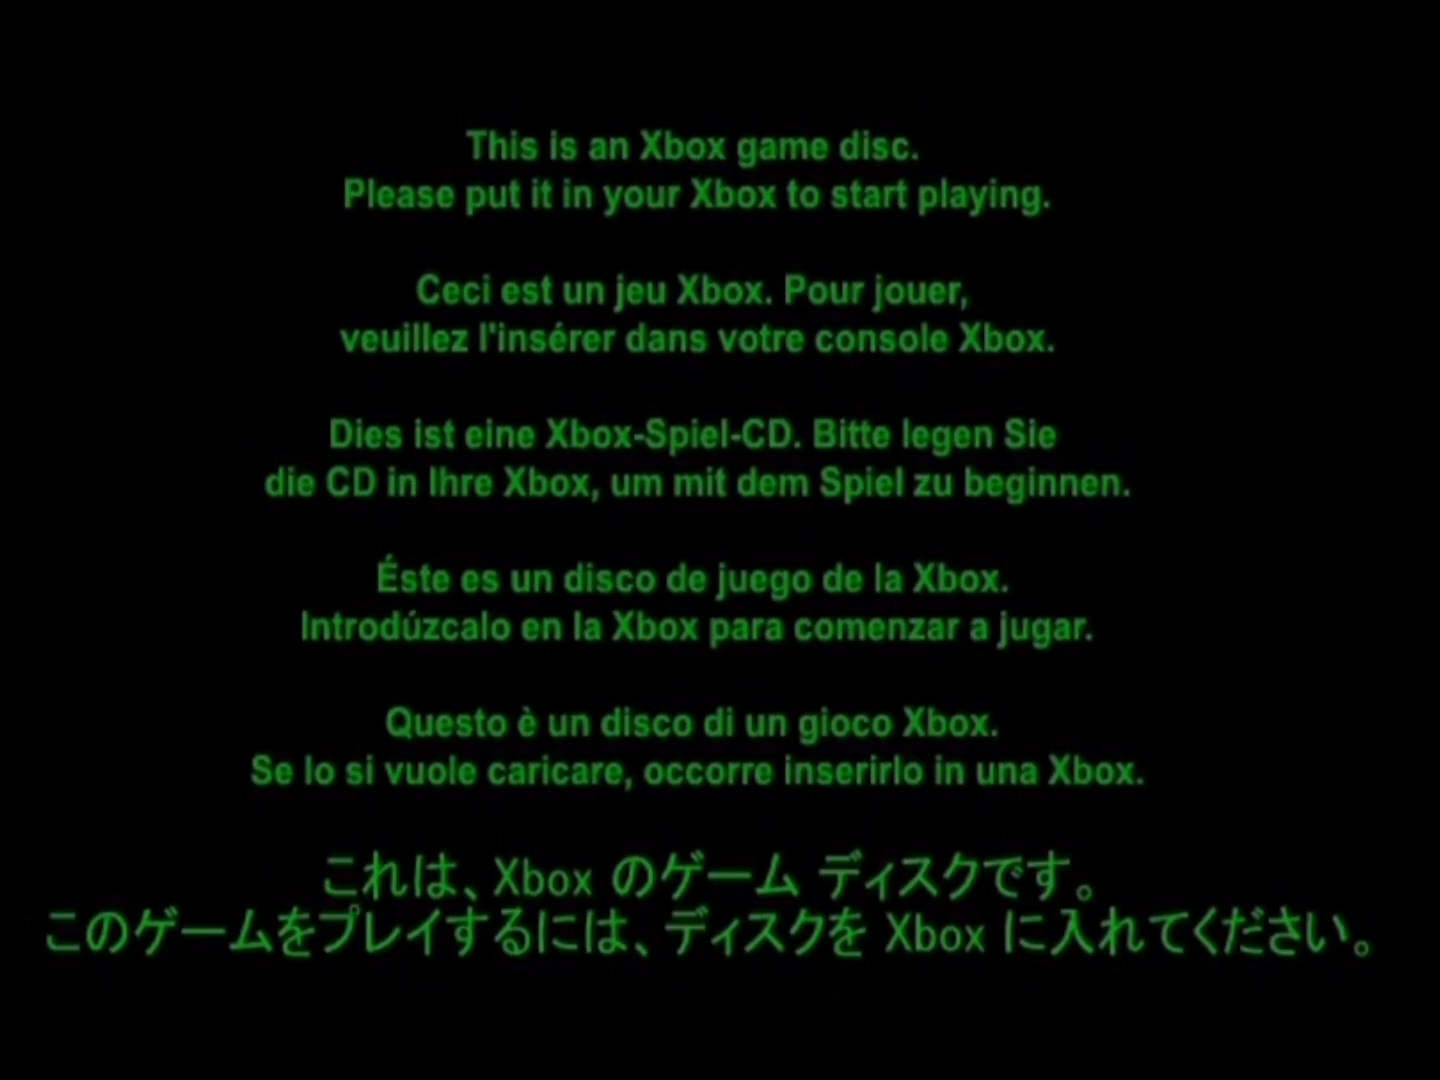 This is an Xbox game disc.
Please put it in your Xbox to start playing.
Ceci est un jeu Xbox. Pour jouer,
veuillez l'insérer dans votre console Xbox.
Dies ist eine Xbox-Spiel-CD. Bitte legen Sie
die CD in Ihre Xbox, um mit dem Spiel zu beginnen.
Éste es un disco de juego de la Xbox.
Introdúzcalo en la Xbox para comenzar a jugar.
Questo è un disco di un gioco Xbox.
Se lo si vuole caricare, occorre inserirlo in una Xbox.
これは、Xbox のゲーム ディスクです。
このゲームをプレイするには、ディスクを Xbox に入れてください。